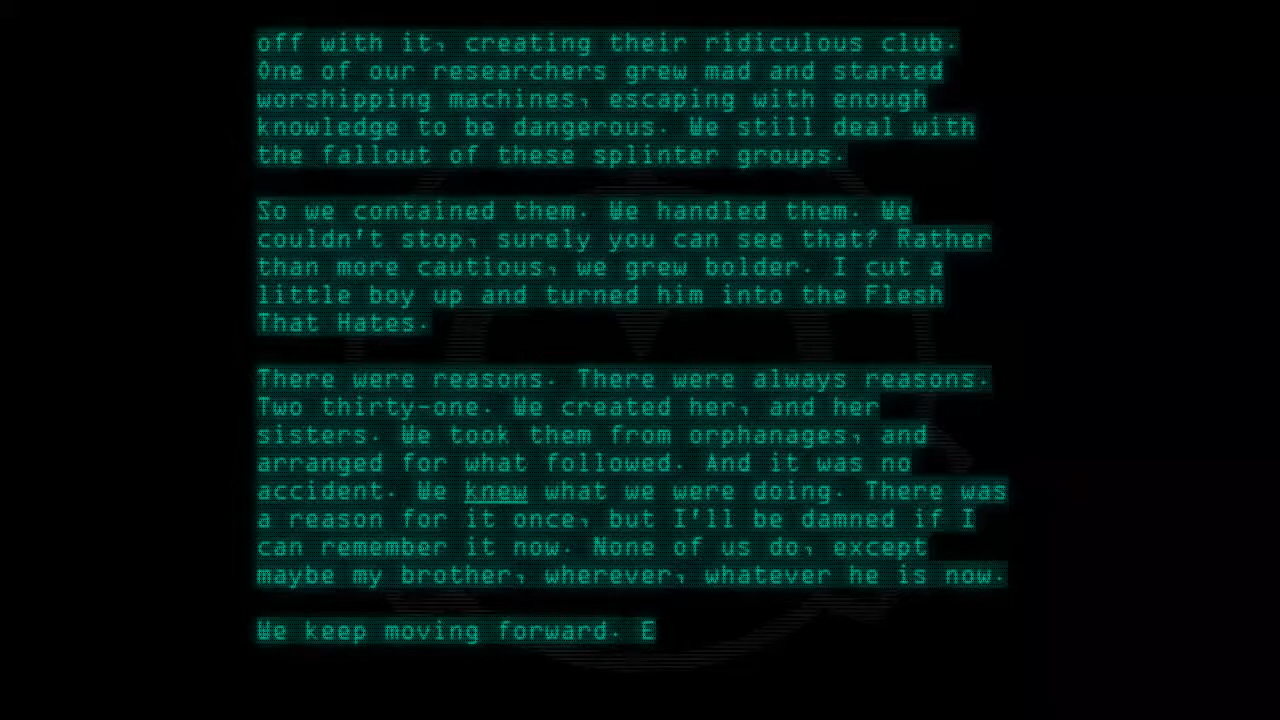 off with it, creating their ridiculous club.
One of our researchers grew mad and started
worshipping machines, escaping with enough
knowledge to be dangerous. We still deal with
the fallout of these splinter groups.
So we contained them. We handled them. We
couldn't stop, surely you can see that? Rather
than more cautious, we grew bolder. I cut a
little boy up and turned him into the Flesh
That Hates.
There were reasons. There were always reasons.
Two thirty-one. We created her, and her
sisters. We took them from orphanages, and
arranged for what followed. And it was no
accident. We knew what we were doing. There was
a reason for it once, but I'll be damned if I
can remember it now. None of us do, except
maybe my brother, wherever, whatever he is now.
We keep moving forward. E